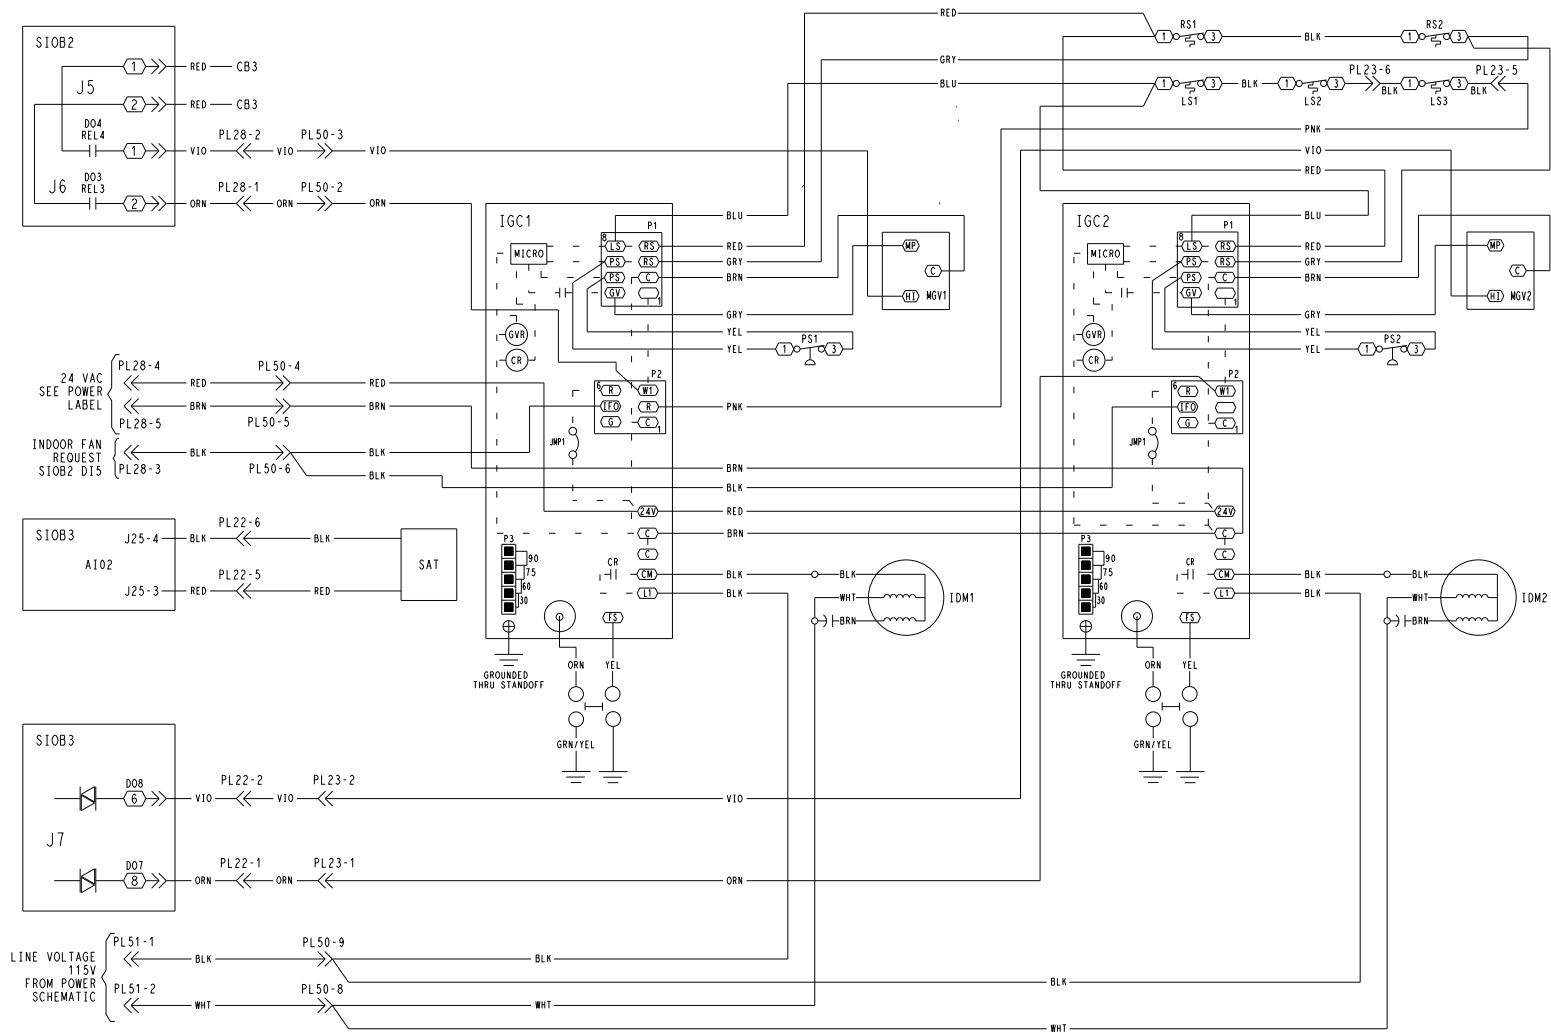 SIOB2
1
RED
CB3
J5
2
RED
CB3
DO4
REL4
1
VIO
PL28-2
VIO
PL50-3
VIO
J6
DO3
REL3
2
ORN
PL28-1
ORN
PL50-2
ORN
24 VAC
SEE POWER
LABEL
PL28-4
RED
PL50-4
RED
BRN
PL28-5
PL50-5
BRN
INDOOR FAN
REQUEST
SIOB2 DI5
PL28-3
BLK
PL50-6
BLK
BLK
SIOB3
AI02
J25-4
BLK
PL22-6
BLK
J25-3
RED
PL22-5
RED
SAT
SIOB3
J7
DO8
6
VIO
PL22-2
VIO
PL23-2
VIO
DO7
8
ORN
PL22-1
ORN
PL23-1
ORN
LINE VOLTAGE
115V
FROM POWER
SCHEMATIC
PL51-1
BLK
PL50-9
BLK
BLK
PL51-2
WHT
PL50-8
WHT
WHT
IGC1
MICRO
GVR
CR
P1
8
LS
RS
PS
RS
PS
C
GV
1
P2
6
R
W1
IFO
R
G
C
1
JMP1
24V
C
C
P3
90
75
60
30
CR
CM
L1
FS
GROUNDED
THRU STANDOFF
ORN
YEL
GRN/YEL
RED
GRY
BLU
BLU
RED
GRY
BRN
GRY
YEL
YEL
PNK
BRN
BLK
RED
BRN
BLK
BLK
MP
C
HI
MGV1
PS1
1
3
BLK
WHT
BRN
IDM1
RS1
1
3
BLK
RS2
1
3
LS1
1
3
BLK
LS2
1
3
PL23-6
BLK
LS3
1
3
BLK
PL23-5
PNK
VIO
RED
IGC2
MICRO
GVR
CR
P1
8
LS
RS
PS
RS
PS
C
GV
1
P2
6
R
W1
IFO
G
C
1
JMP1
24V
C
C
P3
90
75
60
30
CR
CM
L1
FS
GROUNDED
THRU STANDOFF
ORN
YEL
GRN/YEL
BLU
RED
GRY
BRN
GRY
YEL
YEL
BLK
BLK
MP
C
HI
MGV2
PS2
1
3
BLK
WHT
BRN
IDM2